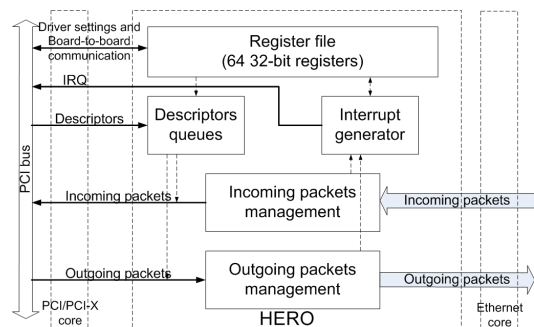 Driver settings and
Board-to-board
communication
Register file
(64 32-bit registers)
IRQ
Descriptors
Descriptors
queues
Interrupt
generator
PCI bus
Incoming packets
Incoming packets
management
Incoming packets
Outgoing packets
Outgoing packets
management
Outgoing packets
PCI/PCI-X
core
HERO
Ethernet
core